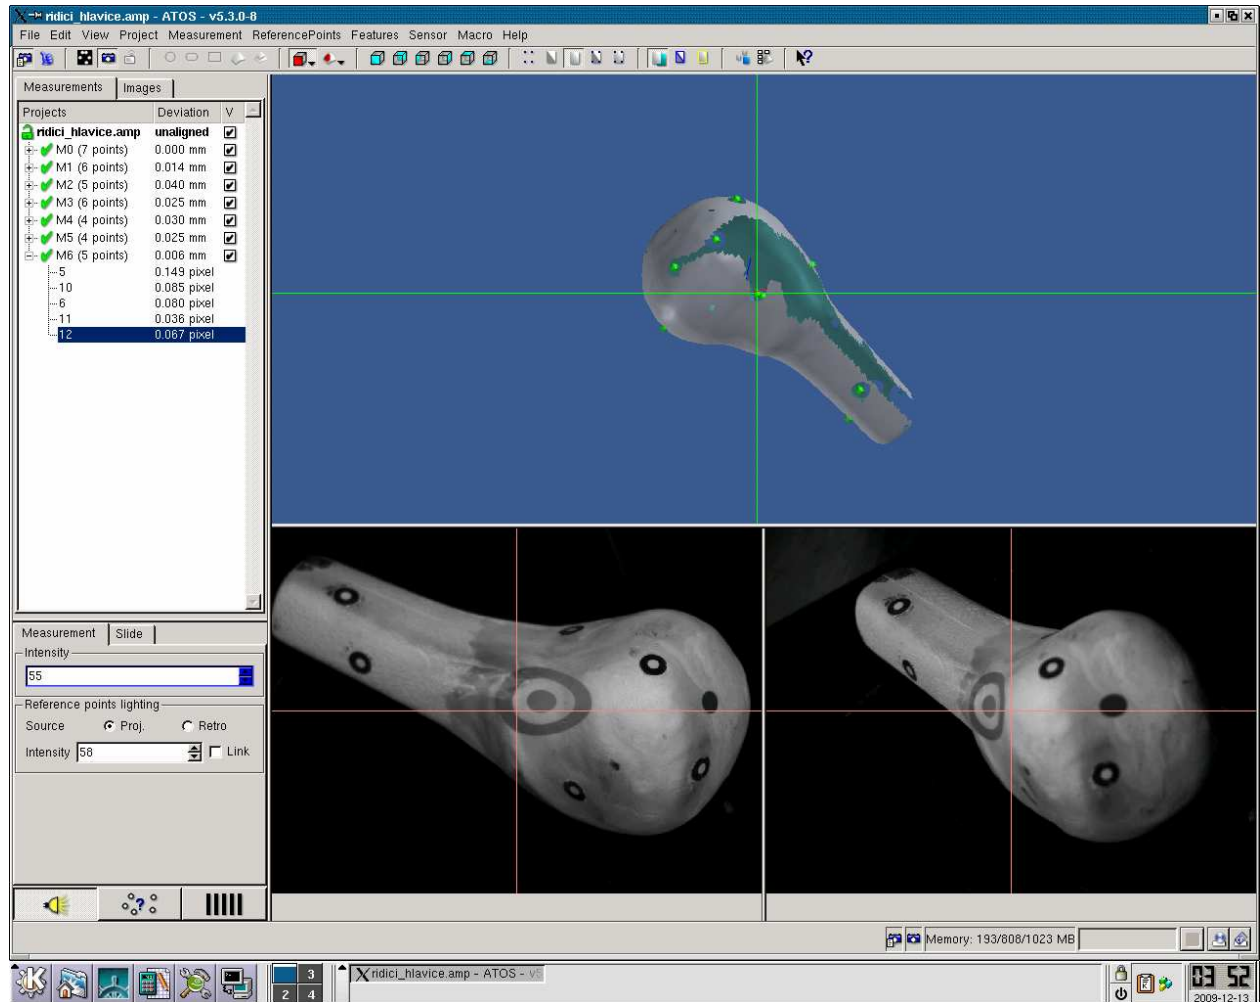 ridici_hlavice.amp - ATOS - v5.3.0-8
File Edit View Project Measurement ReferencePoints Features Sensor Macro Help
Measurements Images
Projects Deviation V
ridici_hlavice.amp unaligned
M0 (7 points) 0.000 mm
M1 (6 points) 0.014 mm
M2 (5 points) 0.040 mm
M3 (6 points) 0.025 mm
M4 (4 points) 0.030 mm
M5 (4 points) 0.025 mm
M6 (5 points) 0.006 mm
5 0.149 pixel
10 0.085 pixel
6 0.080 pixel
11 0.036 pixel
12 0.067 pixel
Measurement Slide
Intensity
55
Reference points lighting
Source Proj. Retro
Intensity 58 Link
Memory: 193/808/1023 MB
3
2 4
ridici_hlavice.amp - ATOS - v5
03 52
2009-12-13